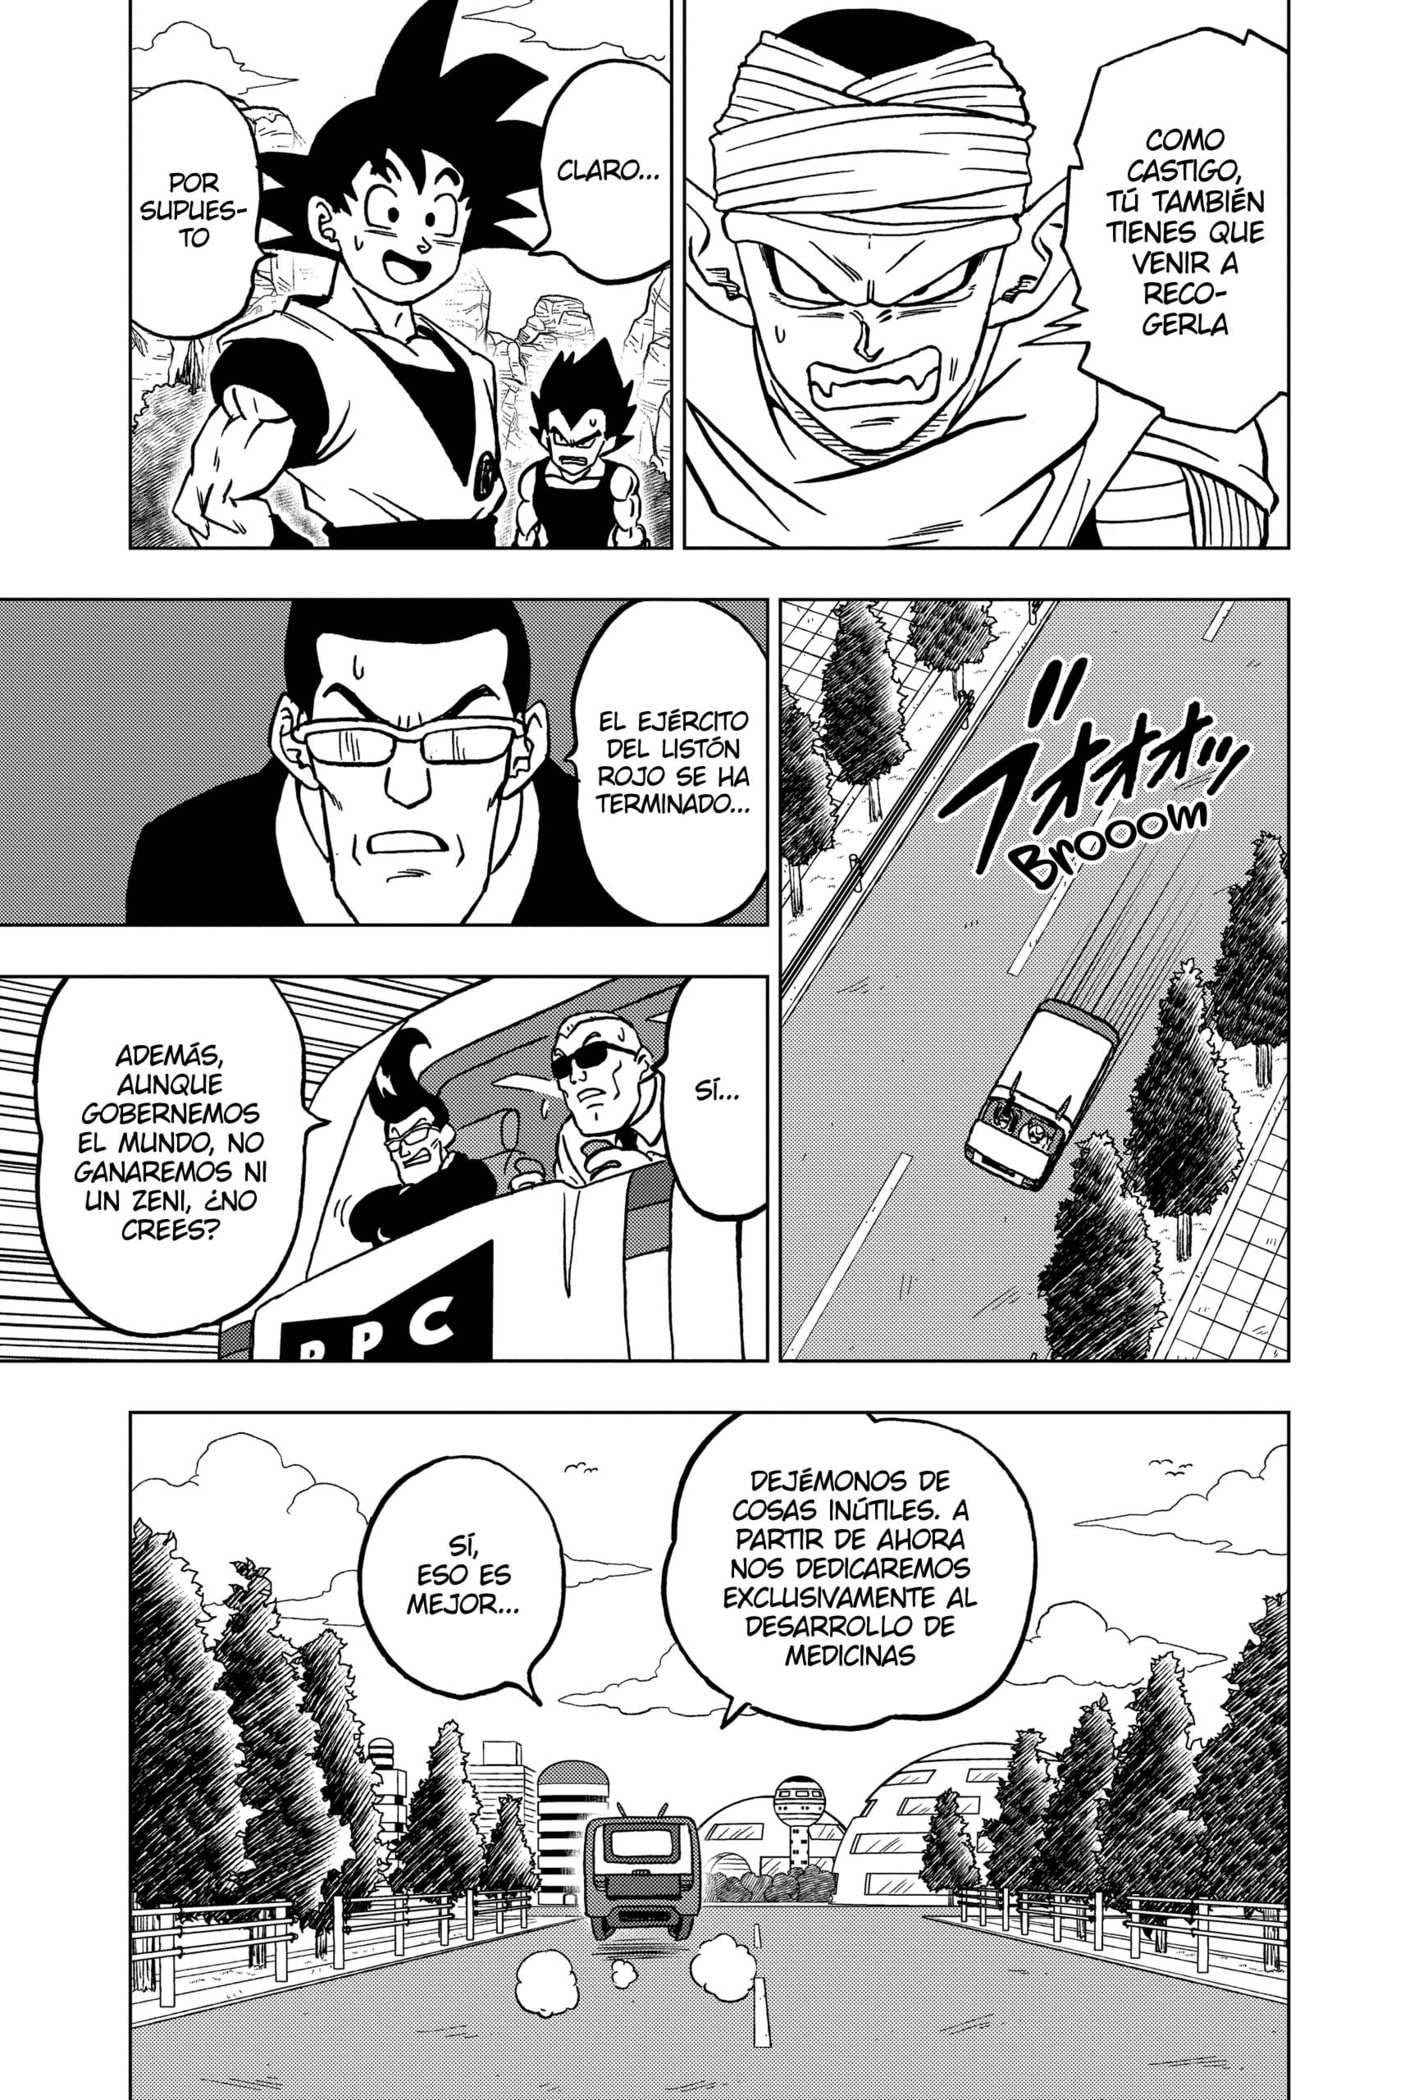 COMO
CASTIGO,
TÚ TAMBIÉN
TIENES QUE
VENIR A
RECO-
GERLA
CLARO...
POR
SUPUES-
TO
ブオオオオッ
Brooom
EL EJÉRCITO
DEL LISTÓN
ROJO SE HA
TERMINADO...
SÍ...
ADEMÁS,
AUNQUE
GOBERNEMOS
EL MUNDO, NO
GANAREMOS NI
UN ZENI, ¿NO
CREES?
PPC
DEJÉMONOS DE
COSAS INÚTILES. A
PARTIR DE AHORA
NOS DEDICAREMOS
EXCLUSIVAMENTE AL
DESARROLLO DE
MEDICINAS
SÍ,
ESO ES
MEJOR...